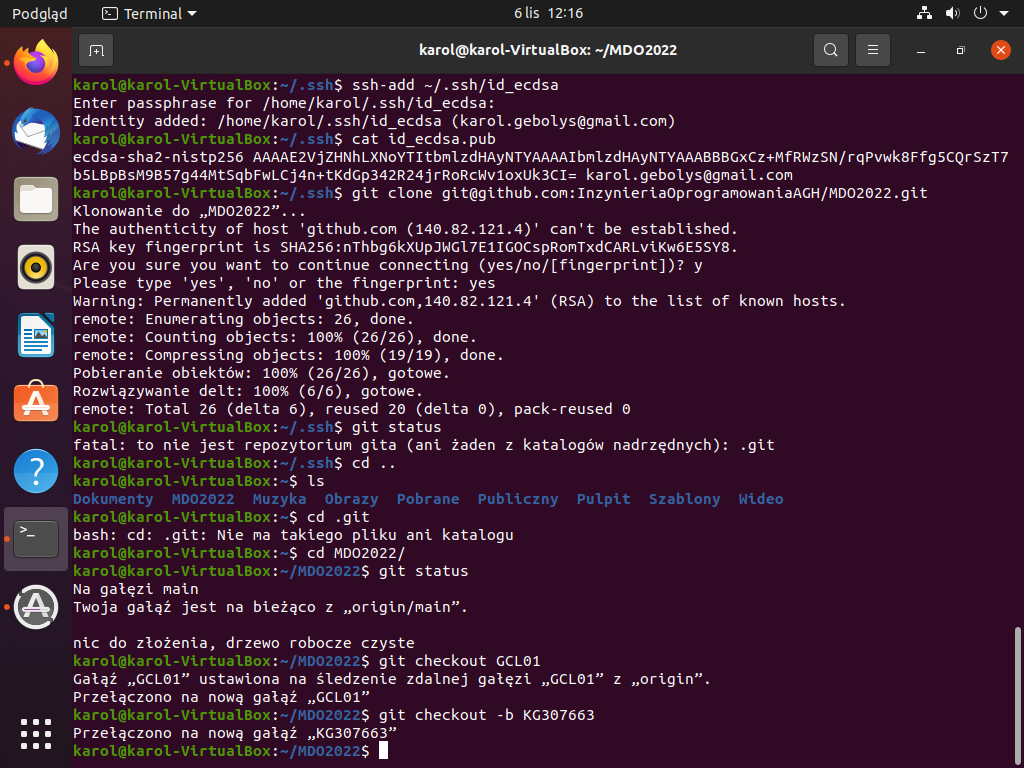 Podgląd
Terminal
6 lis 12:16
karol@karol-VirtualBox: ~/MDO2022
karol@karol-VirtualBox:~/.ssh$ ssh-add ~/.ssh/id_ecdsa
Enter passphrase for /home/karol/.ssh/id_ecdsa:
Identity added: /home/karol/.ssh/id_ecdsa (karol.gebolys@gmail.com)
karol@karol-VirtualBox:~/.ssh$ cat id_ecdsa.pub
ecdsa-sha2-nistp256 AAAAE2VjZHNhLXNoYTItbmlzdHAyNTYAAAAIbmlzdHAyNTYAAABBBGxCz+MfRWzSN/rqPvwk8Ffg5CQrSzT7
b5LBpBsM9B57g44MtSqbFwLCj4n+tKdGp342R24jrRoRcWv1oxUk3CI= karol.gebolys@gmail.com
karol@karol-VirtualBox:~/.ssh$ git clone git@github.com:InzynieriaOprogramowaniaAGH/MDO2022.git
Klonowanie do „MDO2022”...
The authenticity of host 'github.com (140.82.121.4)' can't be established.
RSA key fingerprint is SHA256:nThbg6kXUpJWGl7E1IGOCspRomTxdCARLviKw6E5SY8.
Are you sure you want to continue connecting (yes/no/[fingerprint])? y
Please type 'yes', 'no' or the fingerprint: yes
Warning: Permanently added 'github.com,140.82.121.4' (RSA) to the list of known hosts.
remote: Enumerating objects: 26, done.
remote: Counting objects: 100% (26/26), done.
remote: Compressing objects: 100% (19/19), done.
Pobieranie obiektów: 100% (26/26), gotowe.
Rozwiązywanie delt: 100% (6/6), gotowe.
remote: Total 26 (delta 6), reused 20 (delta 0), pack-reused 0
karol@karol-VirtualBox:~/.ssh$ git status
fatal: to nie jest repozytorium gita (ani żaden z katalogów nadrzędnych): .git
karol@karol-VirtualBox:~/.ssh$ cd ..
karol@karol-VirtualBox:~$ ls
Dokumenty MDO2022 Muzyka Obrazy Pobrane Publiczny Pulpit Szablony Wideo
karol@karol-VirtualBox:~$ cd .git
bash: cd: .git: Nie ma takiego pliku ani katalogu
karol@karol-VirtualBox:~$ cd MDO2022/
karol@karol-VirtualBox:~/MDO2022$ git status
Na gałęzi main
Twoja gałąź jest na bieżąco z „origin/main”.
nic do złożenia, drzewo robocze czyste
karol@karol-VirtualBox:~/MDO2022$ git checkout GCL01
Gałąź „GCL01” ustawiona na śledzenie zdalnej gałęzi „GCL01” z „origin”.
Przełączono na nową gałąź „GCL01”
karol@karol-VirtualBox:~/MDO2022$ git checkout -b KG307663
Przełączono na nową gałąź „KG307663”
karol@karol-VirtualBox:~/MDO2022$